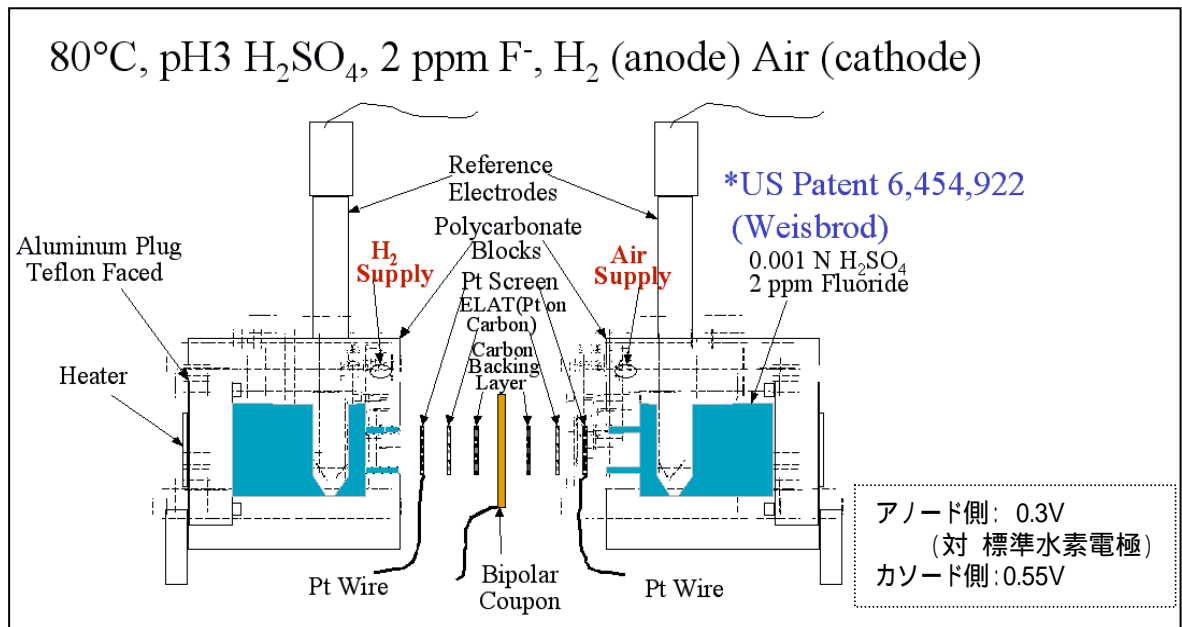 80°C, pH3 H₂SO₄, 2 ppm F⁻, H₂ (anode) Air (cathode)
Reference
Electrodes
*US Patent 6,454,922
(Weisbrod)
0.001 N H₂SO₄
2 ppm Fluoride
Polycarbonate
Blocks
Aluminum Plug
Teflon Faced
H₂
Supply
Air
Supply
Pt Screen
ELAT(Pt on
Carbon)
Carbon
Backing
Layer
Heater
Pt Wire
Bipolar
Coupon
Pt Wire
アノード側: 0.3V
(対 標準水素電極)
カソード側:0.55V